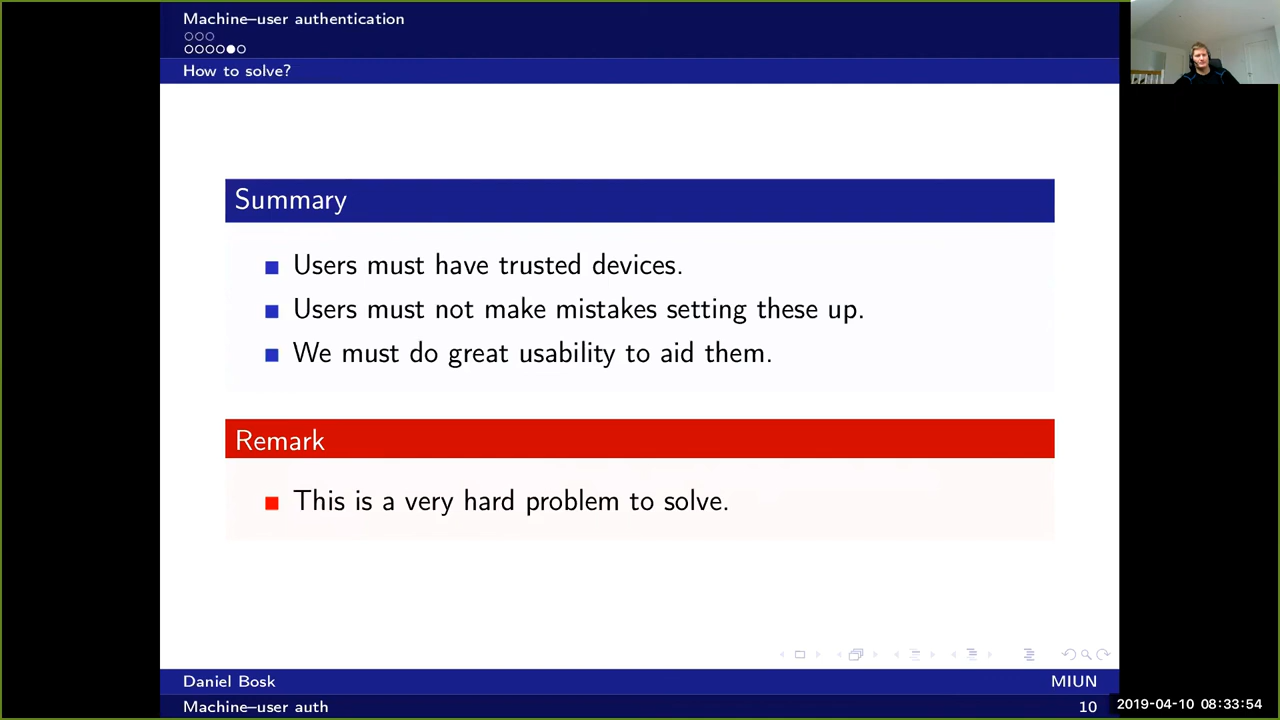 Machine–user authentication
How to solve?
Summary
Users must have trusted devices.
Users must not make mistakes setting these up.
We must do great usability to aid them.
Remark
This is a very hard problem to solve.
Daniel Bosk
MIUN
Machine–user auth
10
2019-04-10 08:33:54